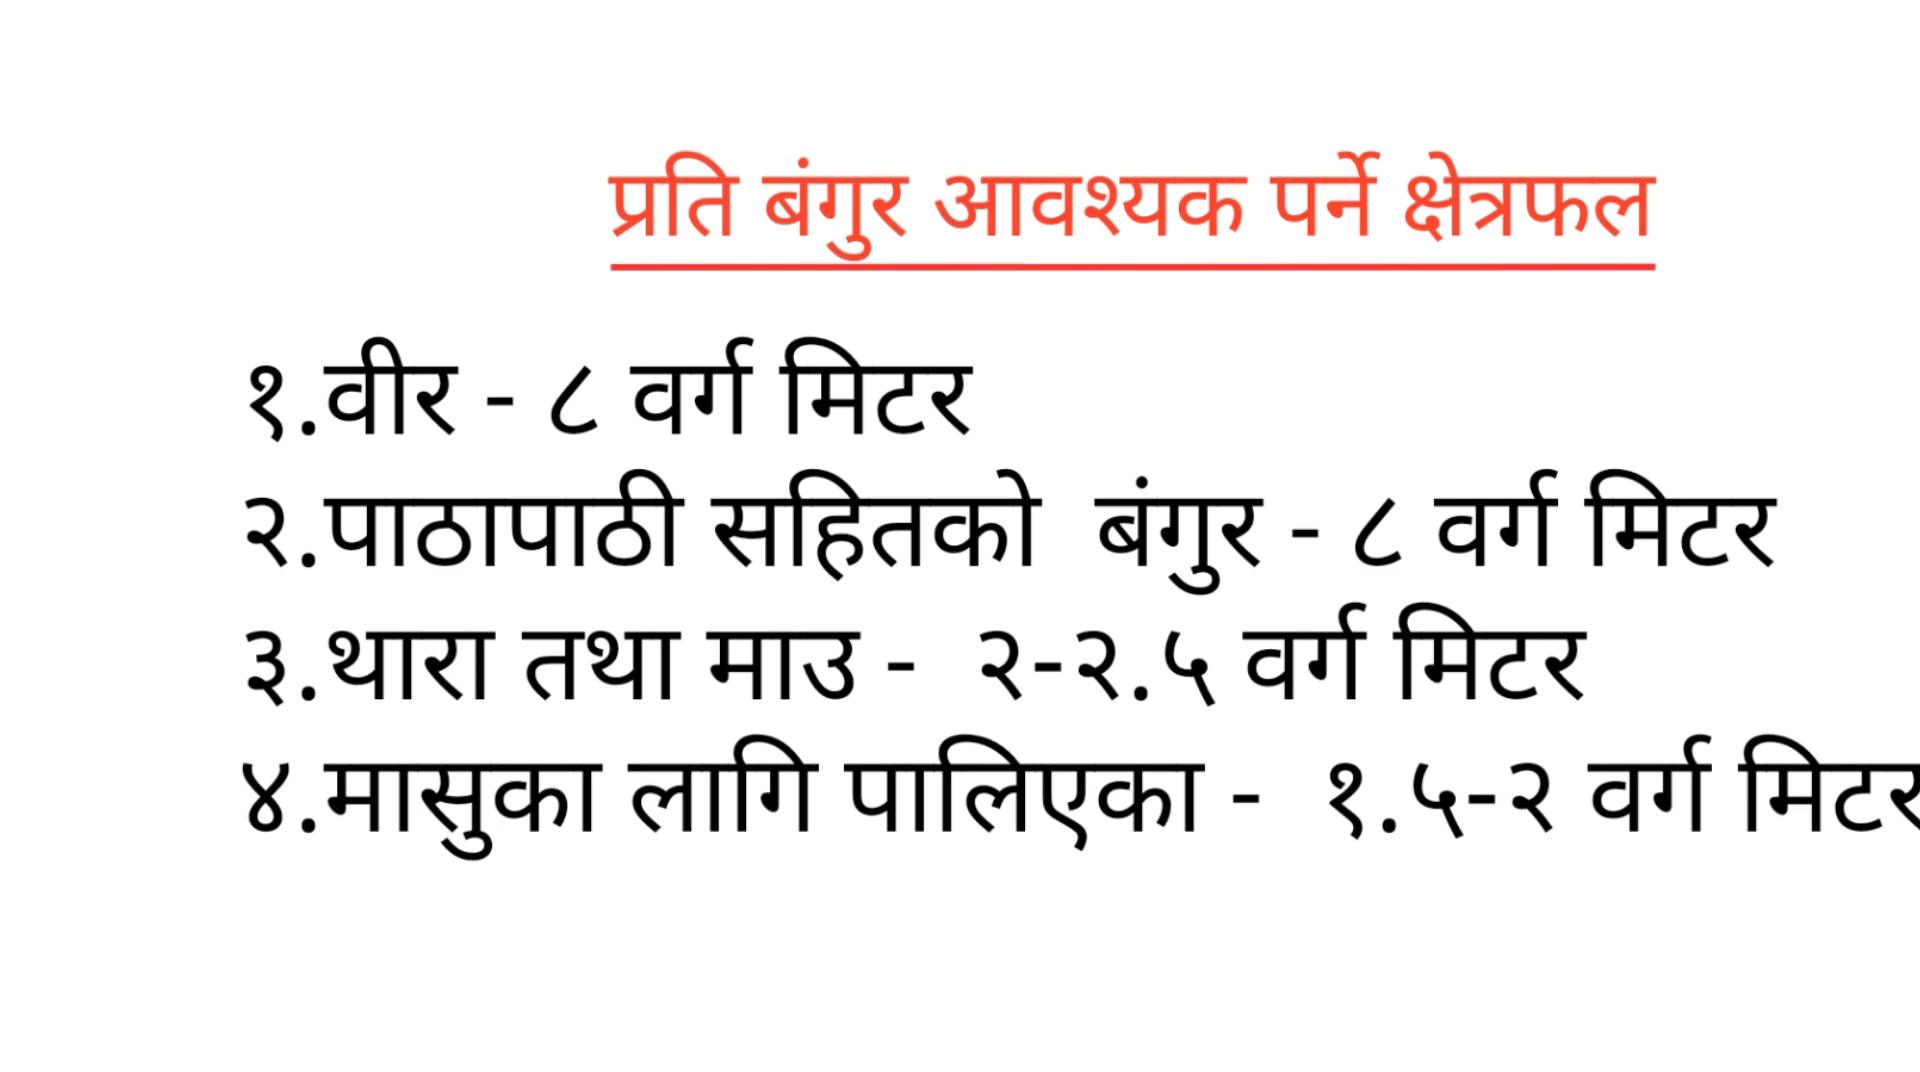 प्रति बंगुर आवश्यक पर्ने क्षेत्रफल
१.वीर - ८ वर्ग मिटर
२.पाठापाठी सहितको  बंगुर - ८ वर्ग मिटर
३.थारा तथा माउ -  २-२.५ वर्ग मिटर
४.मासुका लागि पालिएका -  १.५-२ वर्ग मिटर